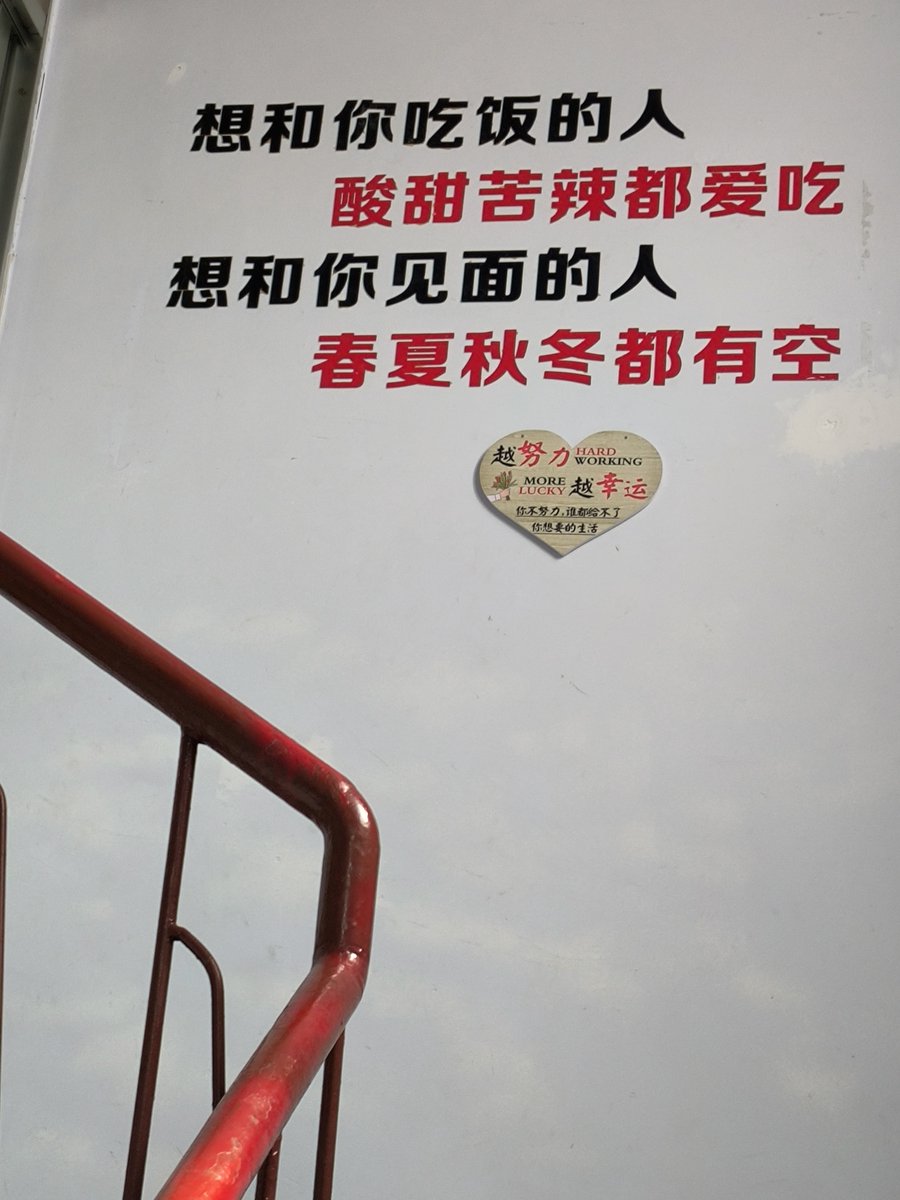 想和你吃饭的人
酸甜苦辣都爱吃
想和你见面的人
春夏秋冬都有空
越努力 HARD WORKING
MORE LUCKY 越幸运
你不努力,谁都给不了
你想要的生活